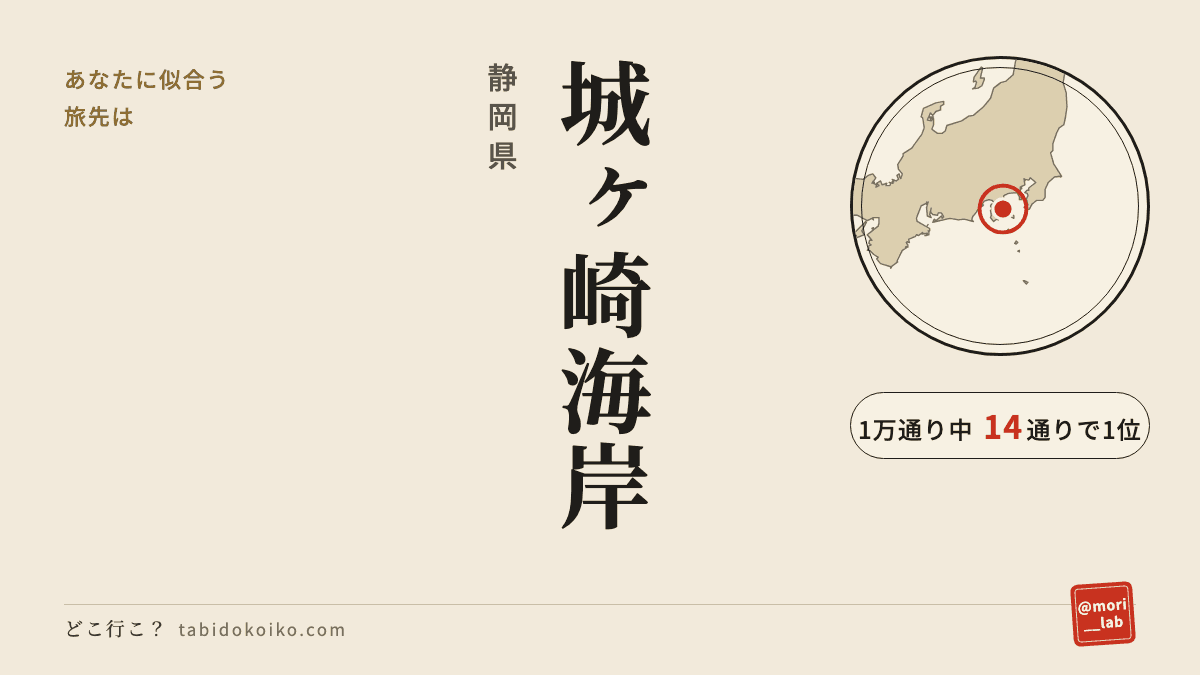 あなたに似合う
旅先は
静岡県
城ヶ崎海岸
1万通り中 14通りで1位
どこ行こ？ tabidokoiko.com
@mori
__lab